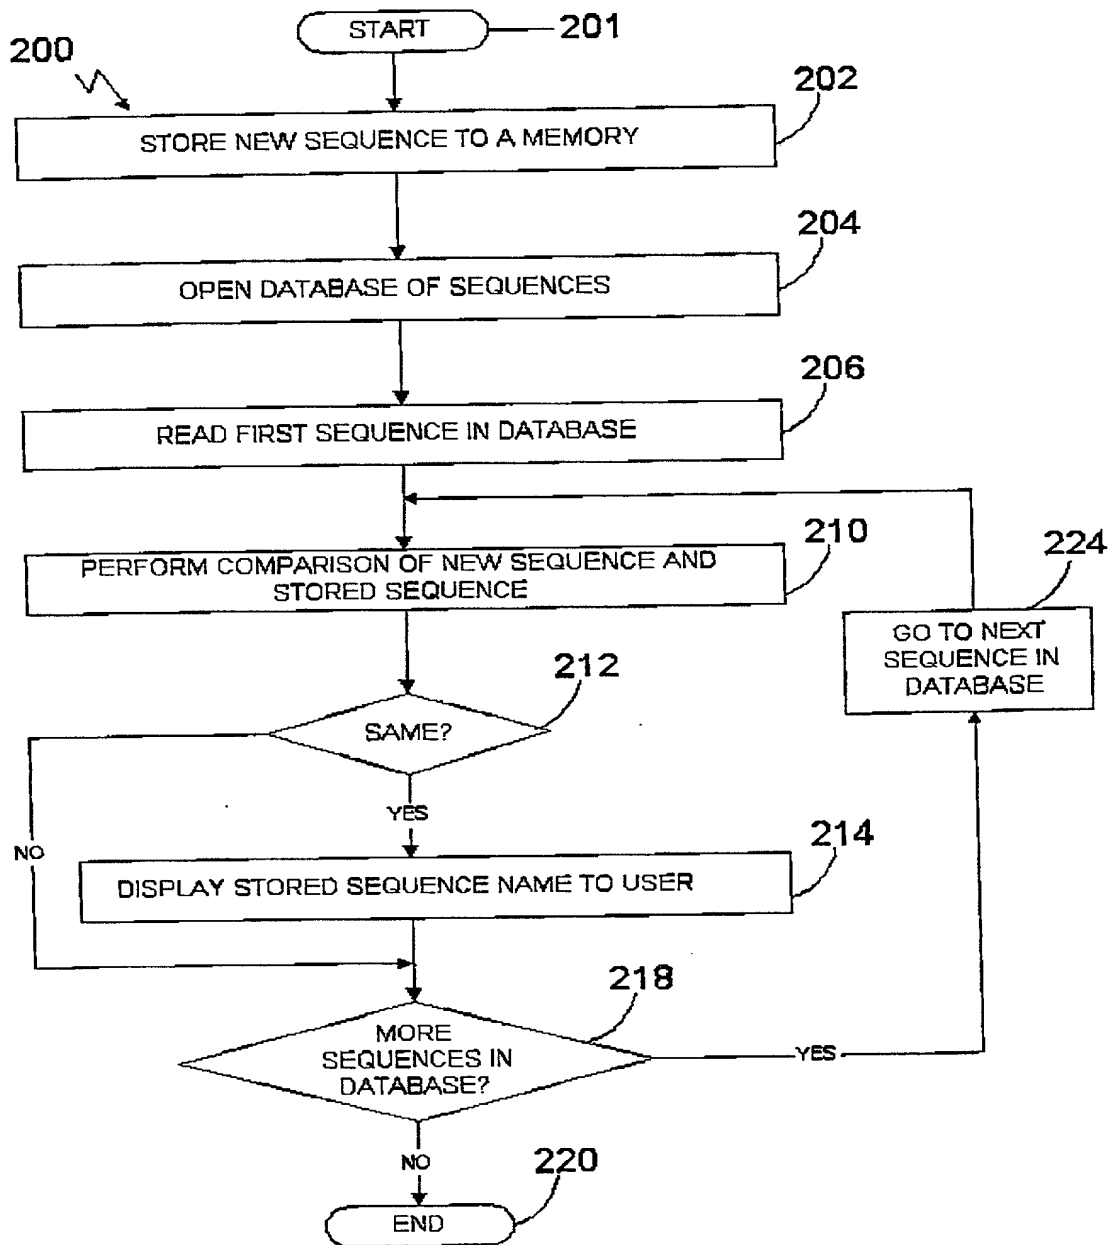 START
201
200
202
STORE NEW SEQUENCE TO A MEMORY
204
OPEN DATABASE OF SEQUENCES
206
READ FIRST SEQUENCE IN DATABASE
210
PERFORM COMPARISON OF NEW SEQUENCE AND
STORED SEQUENCE
224
GO TO NEXT
SEQUENCE IN
DATABASE
212
SAME?
YES
NO
214
DISPLAY STORED SEQUENCE NAME TO USER
218
MORE
SEQUENCES IN
DATABASE?
YES
NO
220
END